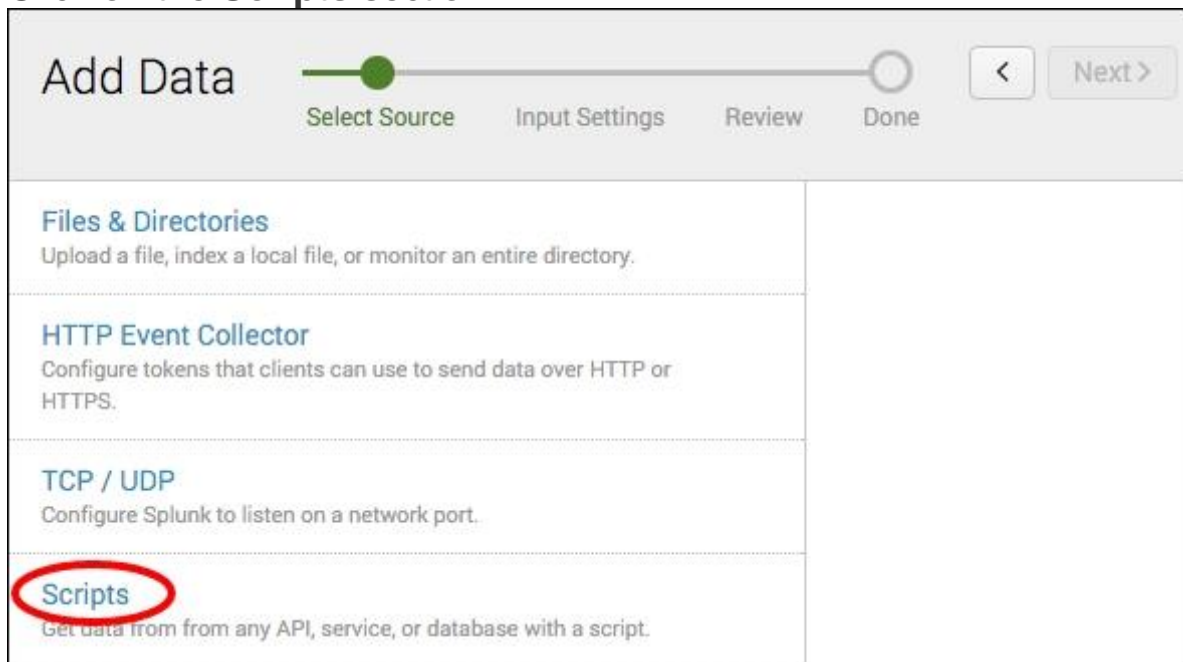 Add Data
Select Source Input Settings Review Done
< Next >
Files & Directories
Upload a file, index a local file, or monitor an entire directory.
HTTP Event Collector
Configure tokens that clients can use to send data over HTTP or
HTTPS.
TCP / UDP
Configure Splunk to listen on a network port.
Scripts
Get data from from any API, service, or database with a script.